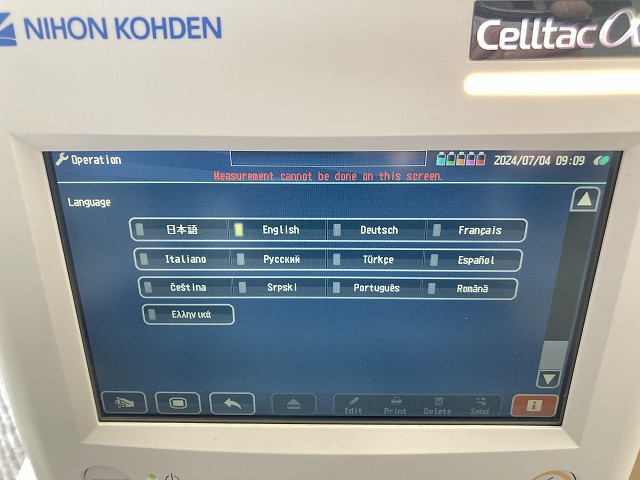 NIHON KOHDEN
Celltac α
Operation
2024/07/04 09:09
Measurement cannot be done on this screen.
Language
日本語 English Deutsch Français
Italiano Русский Türkçe Español
Čeština Srpski Português Română
Ελληνικά
Edit Print Delete Send